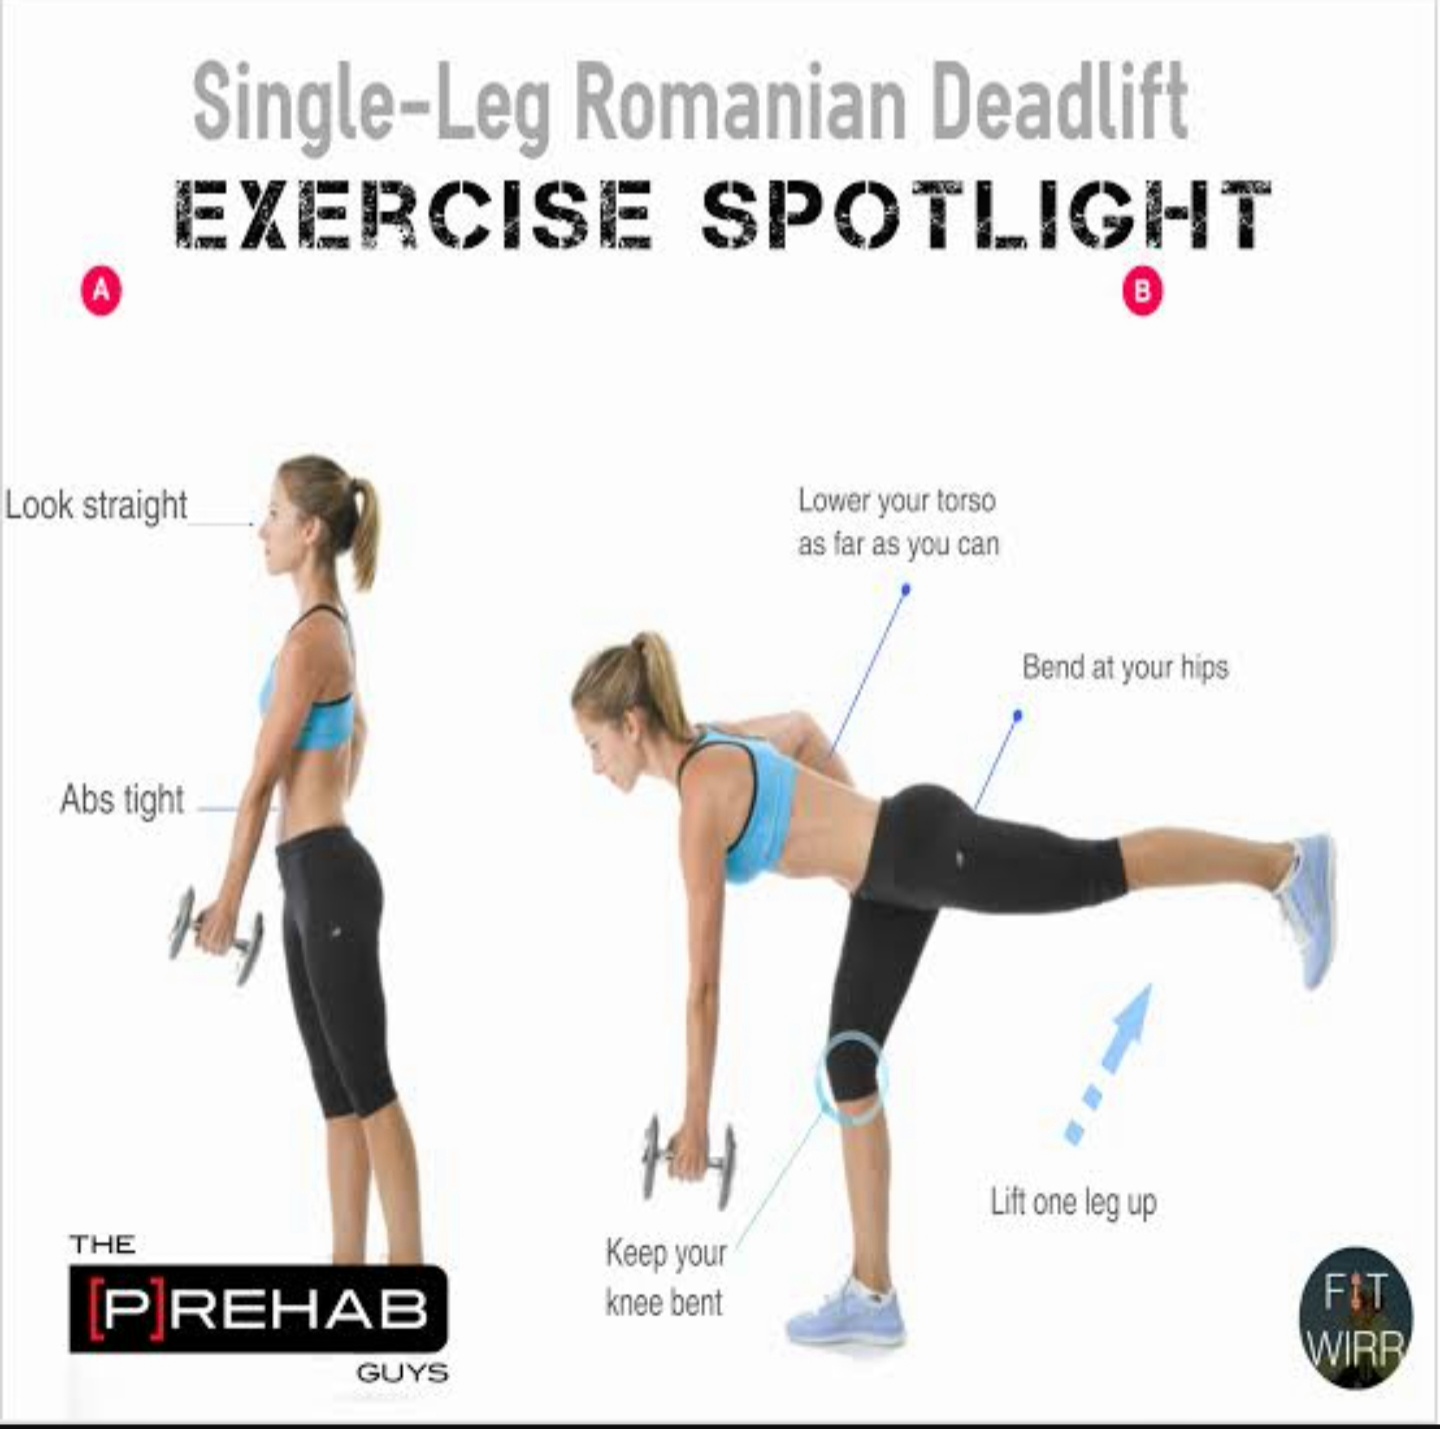 Single-Leg Romanian Deadlift
EXERCISE SPOTLIGHT
A
B
Look straight
Abs tight
Lower your torso
as far as you can
Bend at your hips
Keep your
knee bent
Lift one leg up
THE
[P]REHAB
GUYS
FIT
WIRR